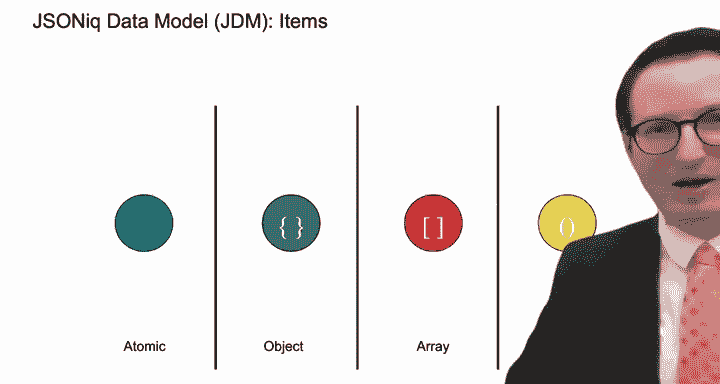 JSONiq Data Model (JDM): Items
{ }
[ ]
()
Atomic
Object
Array